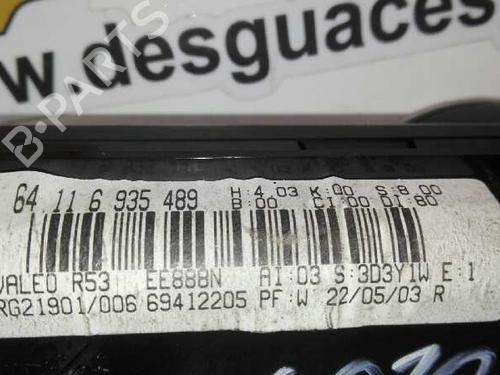 w.desguaces
B-PARTS
64.11 6 935 489 H:4.03 K:00 S:8.00
B:00 CI:00 DI:80
VALEO R53 EE888N AI:03 S:3D3Y1W E:1
RG21901/006 69412205 PF:W 22/05/03 R